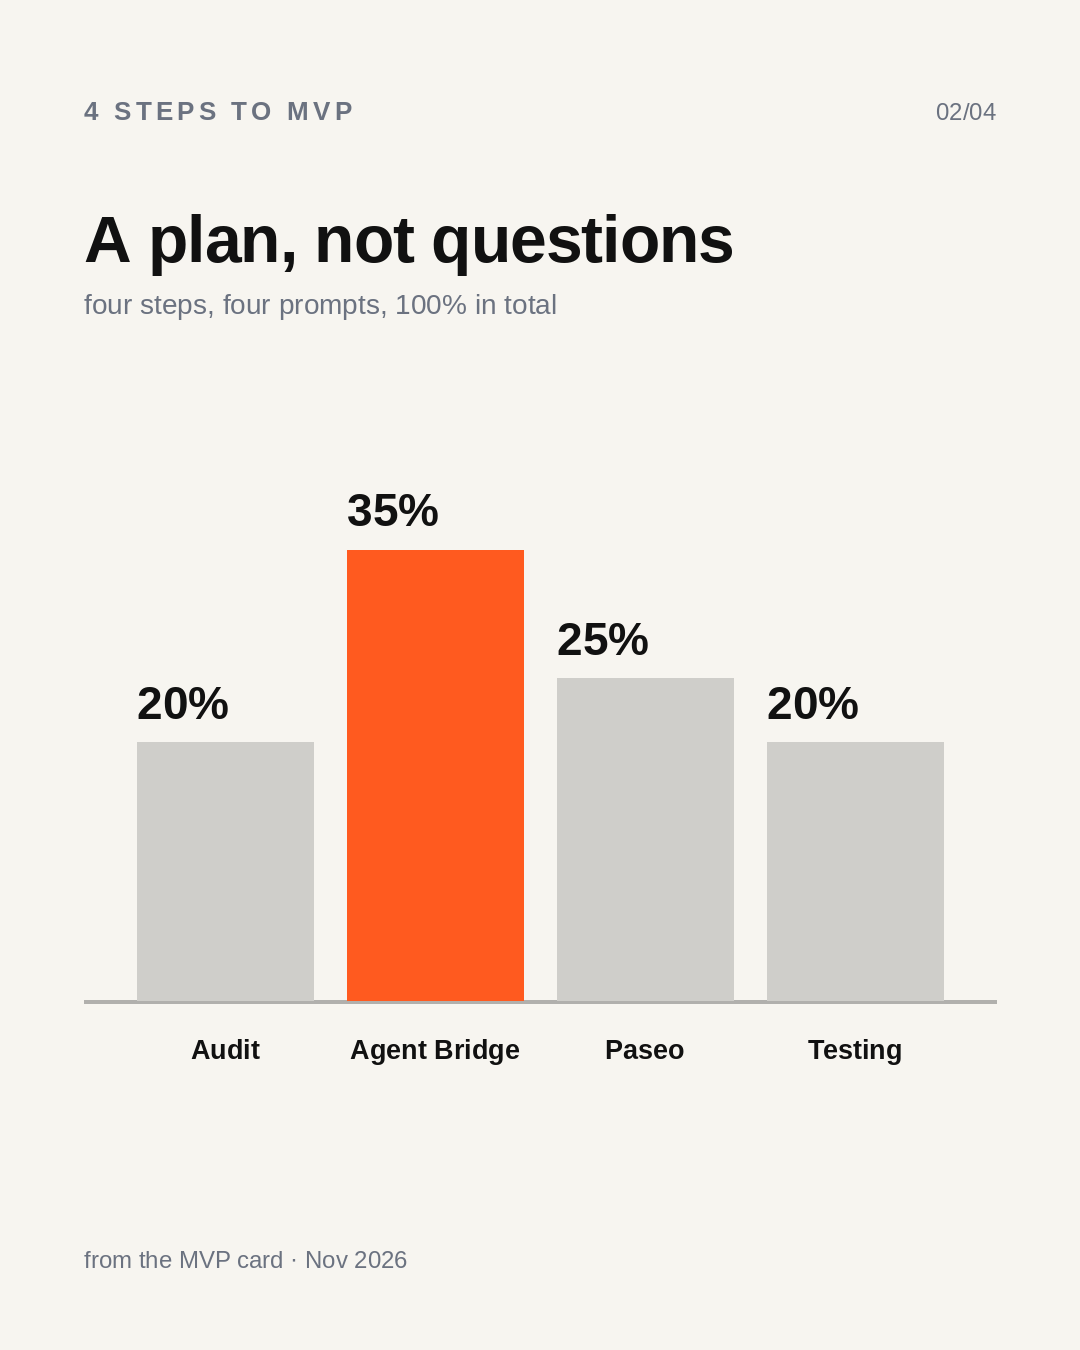 4 STEPS TO MVP
02/04
A plan, not questions
four steps, four prompts, 100% in total
20%
35%
25%
20%
Audit
Agent Bridge
Paseo
Testing
from the MVP card · Nov 2026